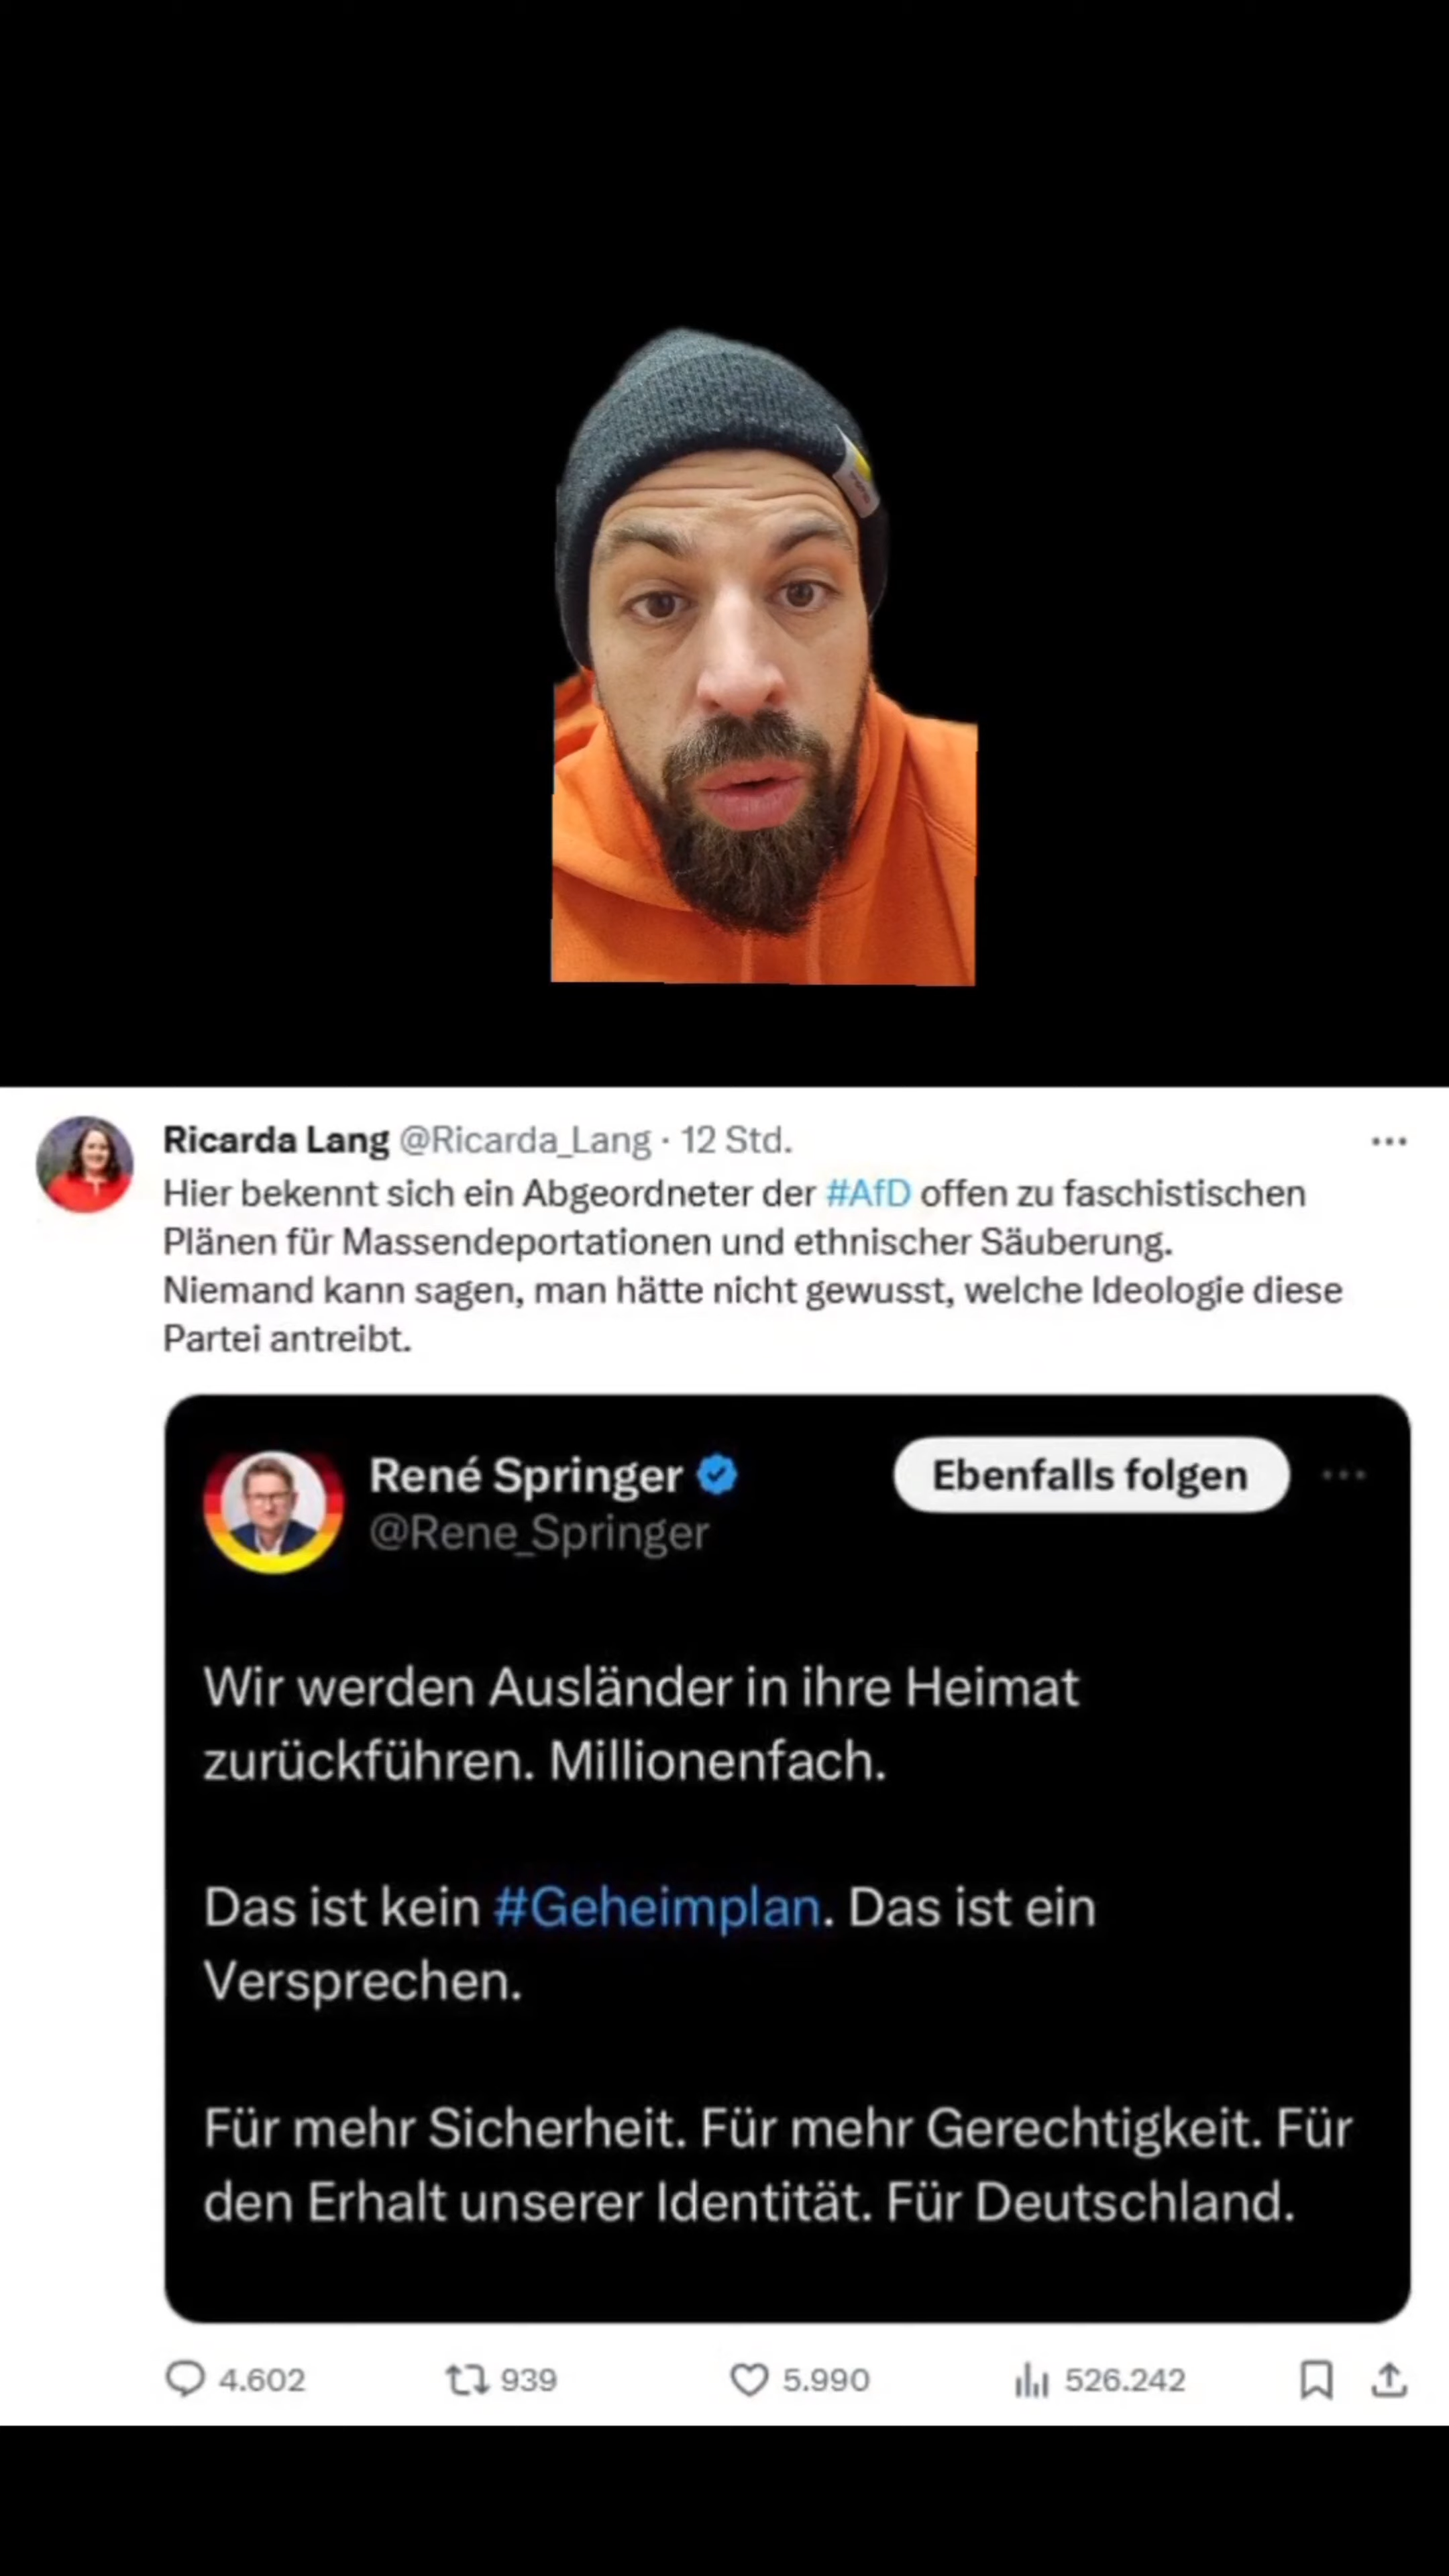 Ricarda Lang @Ricarda_Lang · 12 Std.
Hier bekennt sich ein Abgeordneter der #AfD offen zu faschistischen
Plänen für Massendeportationen und ethnischer Säuberung.
Niemand kann sagen, man hätte nicht gewusst, welche Ideologie diese
Partei antreibt.
René Springer
Ebenfalls folgen
@Rene_Springer
Wir werden Ausländer in ihre Heimat
zurückführen. Millionenfach.
Das ist kein #Geheimplan. Das ist ein
Versprechen.
Für mehr Sicherheit. Für mehr Gerechtigkeit. Für
den Erhalt unserer Identität. Für Deutschland.
4.602 939 5.990 526.242